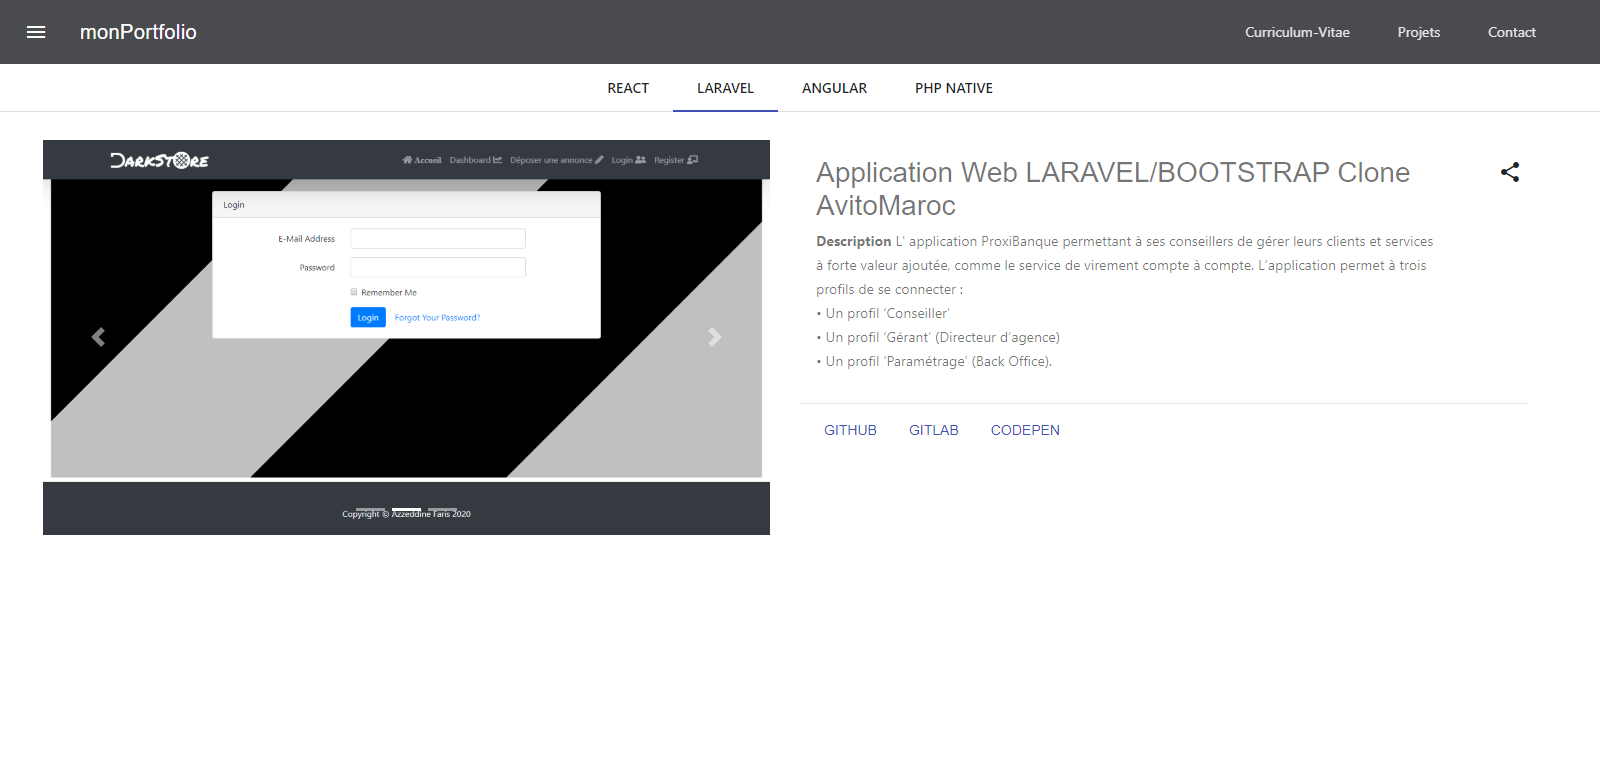 monPortfolio
Curriculum-Vitae
Projets
Contact
REACT
LARAVEL
ANGULAR
PHP NATIVE
DARKSTORE
Accueil
Dashboard
Déposer une annonce
Login
Register
Login
E-Mail Address
Password
Remember Me
Login
Forgot Your Password?
Copyright © Azzeddine Faris 2020
Application Web LARAVEL/BOOTSTRAP Clone
AvitoMaroc
Description L' application ProxiBanque permettant à ses conseillers de gérer leurs clients et services
à forte valeur ajoutée, comme le service de virement compte à compte. L’application permet à trois
profils de se connecter :
• Un profil ‘Conseiller’
• Un profil ‘Gérant’ (Directeur d’agence)
• Un profil ‘Paramétrage’ (Back Office).
GITHUB
GITLAB
CODEPEN